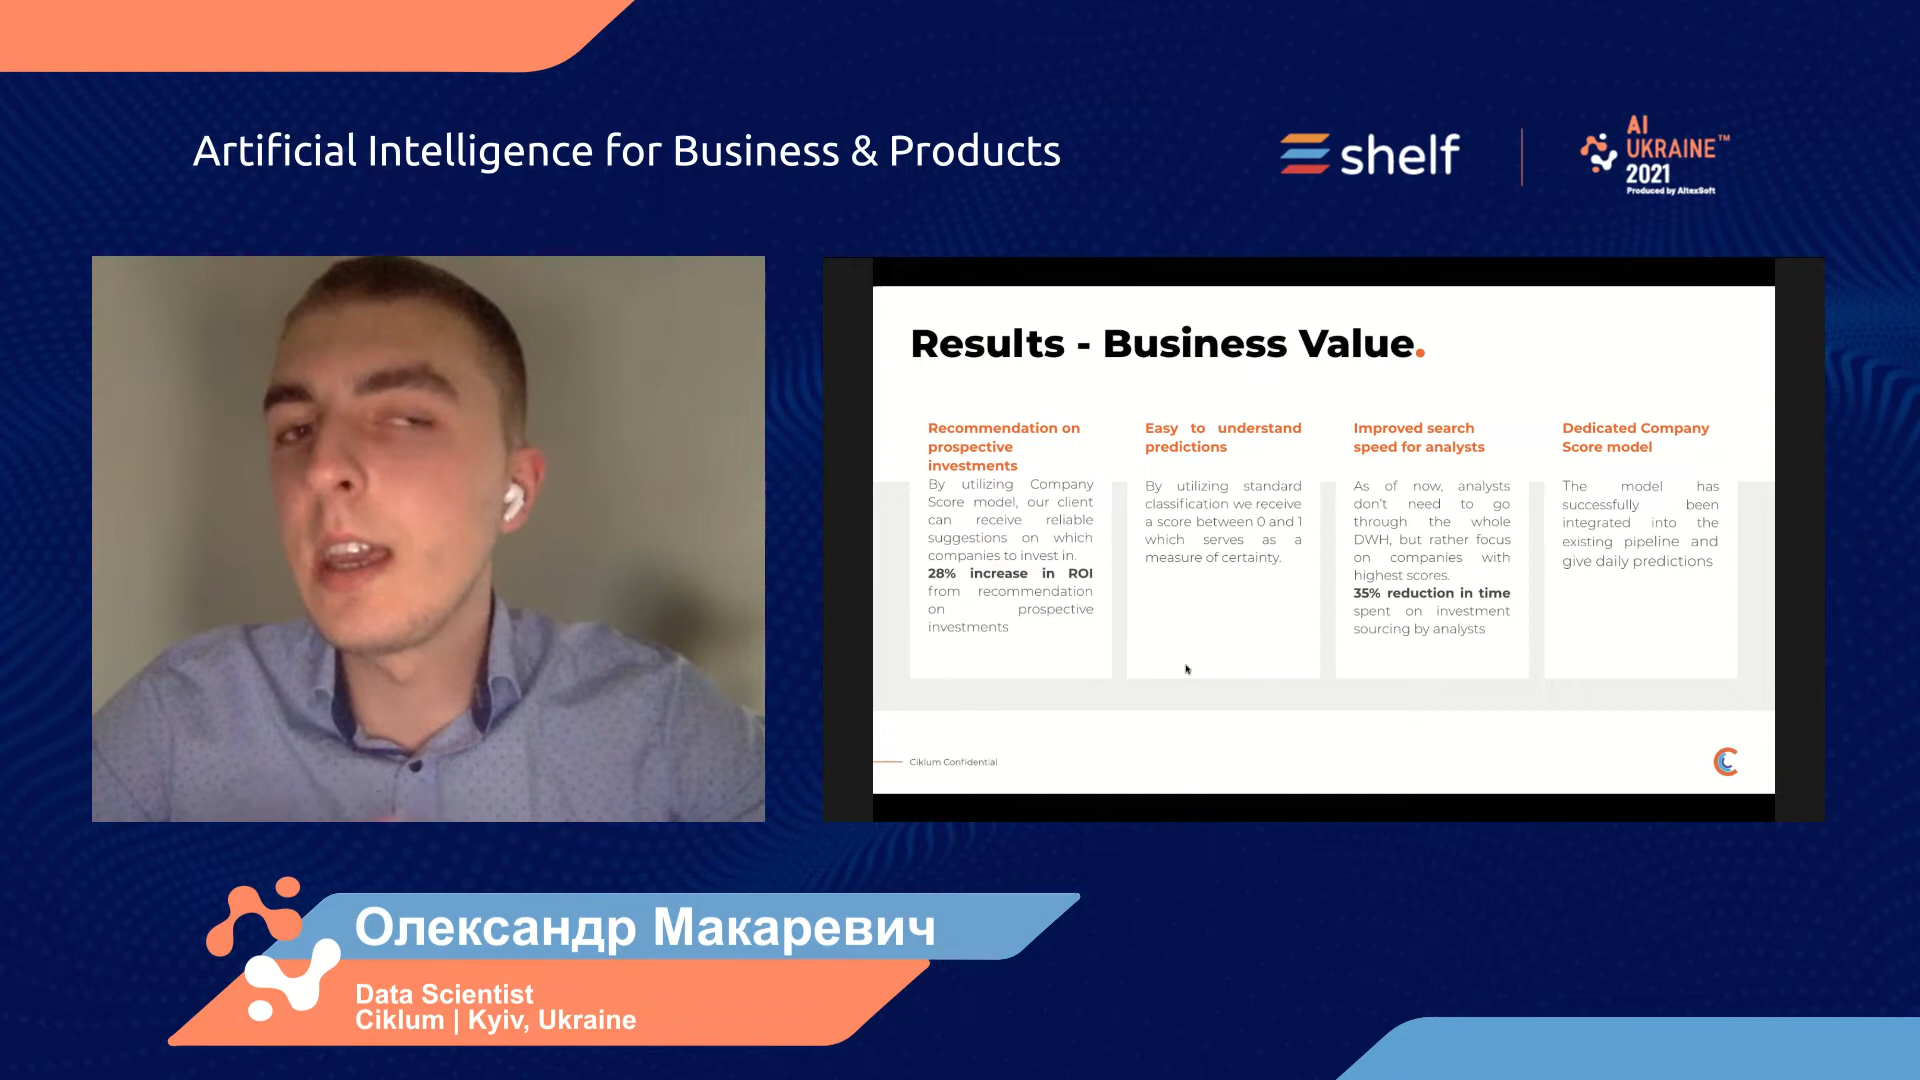 Artificial Intelligence for Business & Products
shelf
AI
UKRAINE™
2021
Produced by AltexSoft
Results - Business Value.
Recommendation on
prospective
investments
By utilizing Company
Score model, our client
can receive reliable
suggestions on which
companies to invest in.
28% increase in ROI
from recommendation
on prospective
investments
Easy to understand
predictions
By utilizing standard
classification we receive
a score between 0 and 1
which serves as a
measure of certainty.
Improved search
speed for analysts
As of now, analysts
don't need to go
through the whole
DWH, but rather focus
on companies with
highest scores.
35% reduction in time
spent on investment
sourcing by analysts
Dedicated Company
Score model
The model has
successfully been
integrated into the
existing pipeline and
give daily predictions
Ciklum Confidential
Олександр Макаревич
Data Scientist
Ciklum | Kyiv, Ukraine